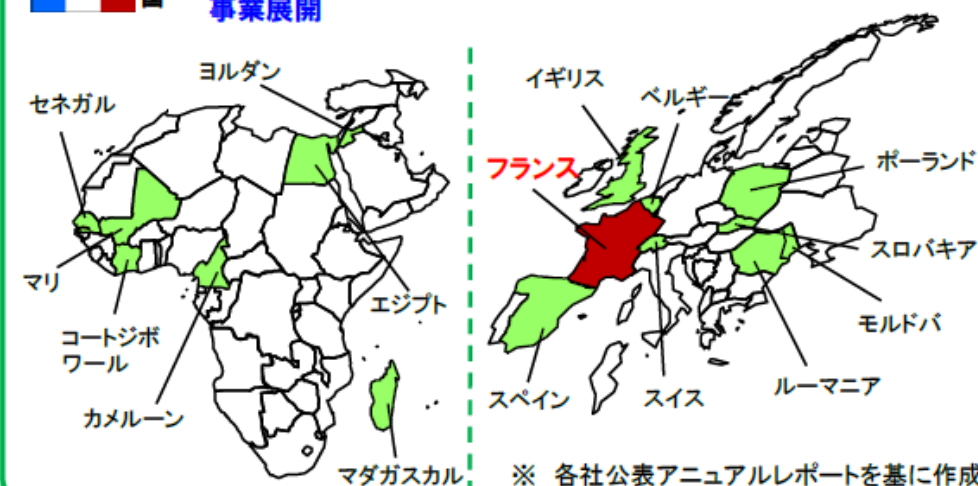 事業展開
ヨルダン
セネガル
マリ
コートジボ
ワール
カメルーン
エジプト
マダガスカル
イギリス
ベルギー
フランス
ポーランド
スロバキア
モルドバ
ルーマニア
スイス
スペイン
※ 各社公表アニュアルレポートを基に作成